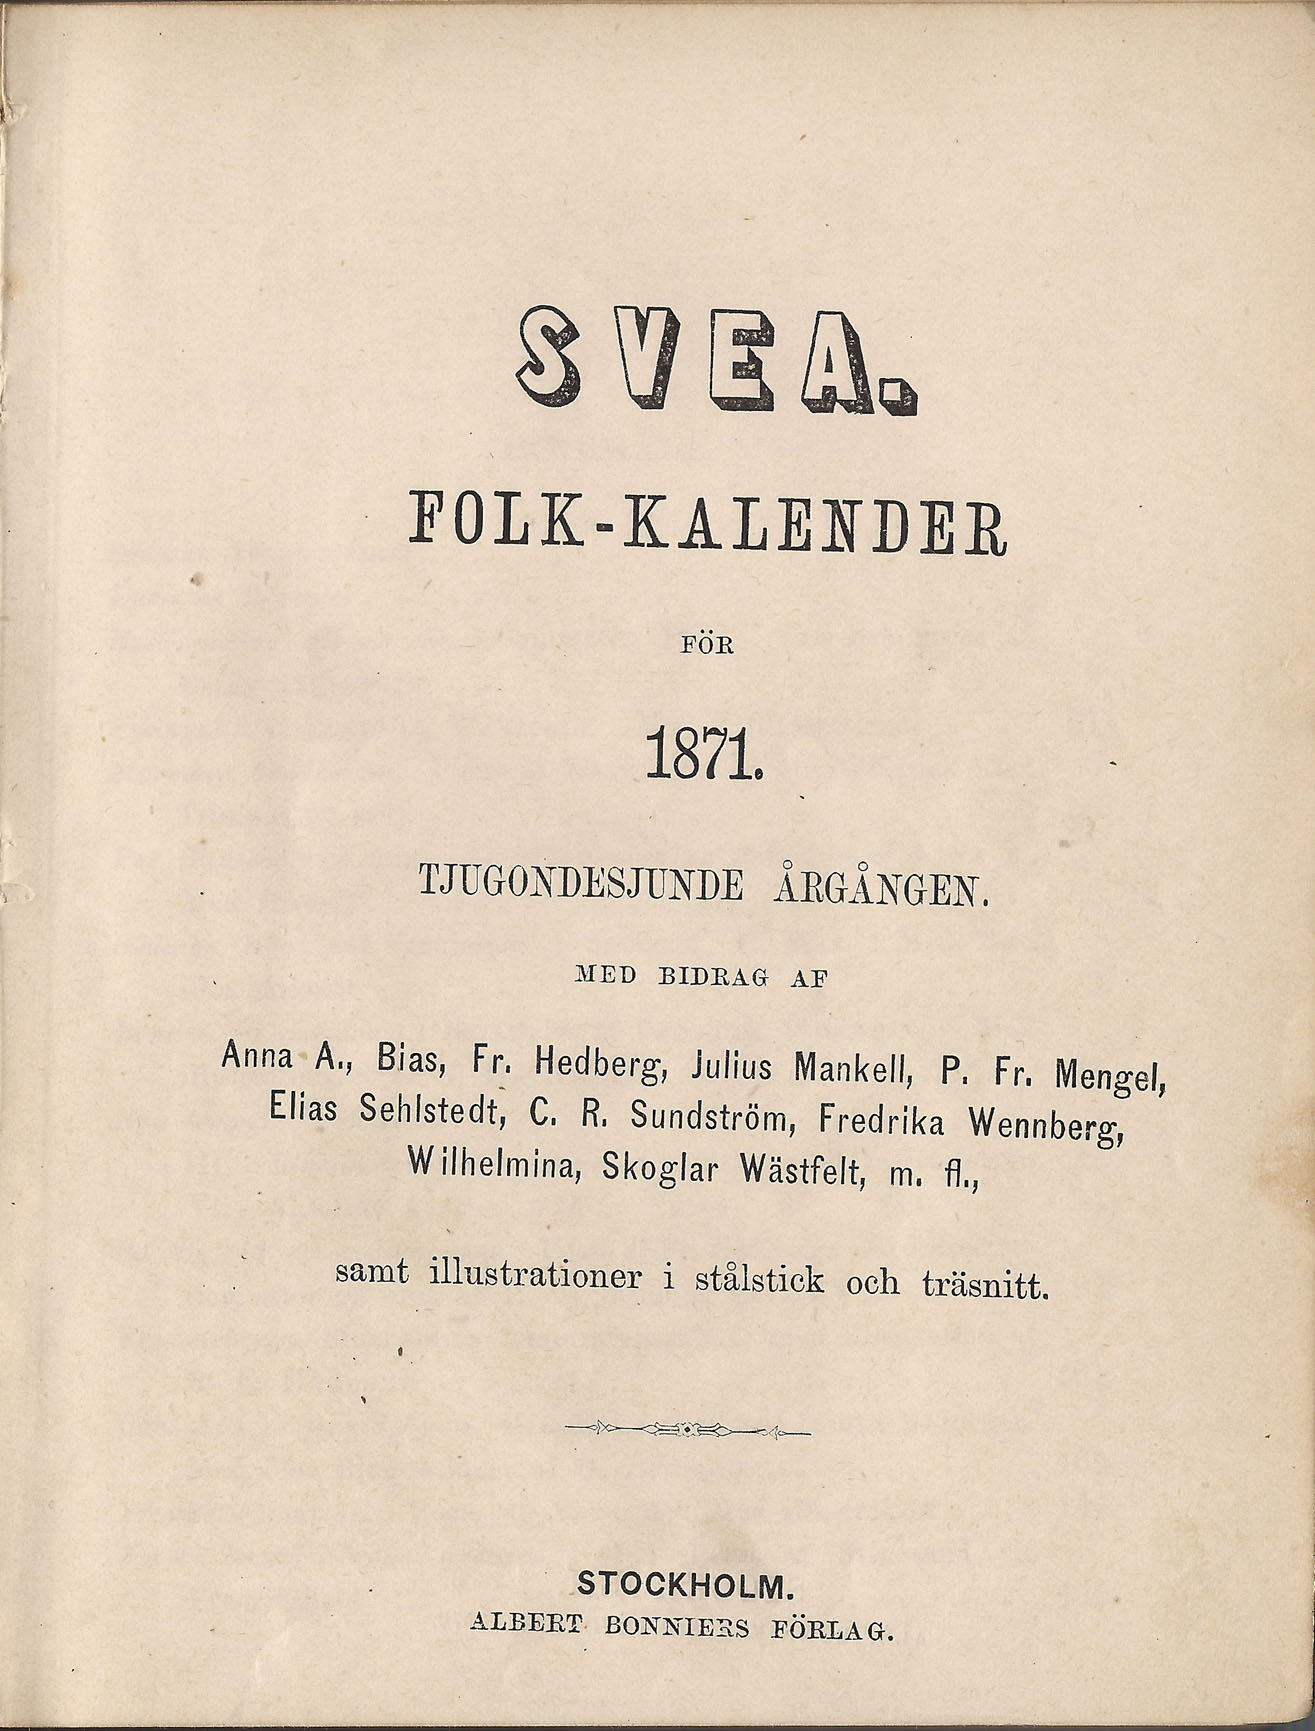 SVEA.
FOLK-KALENDER
FÖR
1871.
TJUGONDESJUNDE ÅRGÅNGEN.
MED BIDRAG AF
Anna A., Bias, Fr. Hedberg, Julius Mankell, P. Fr. Mengel,
Elias Sehlstedt, C. R. Sundström, Fredrika Wennberg,
Wilhelmina, Skoglar Wästfelt, m. fl.,
samt illustrationer i stålstick och träsnitt.
STOCKHOLM.
ALBERT BONNIERS FÖRLAG.